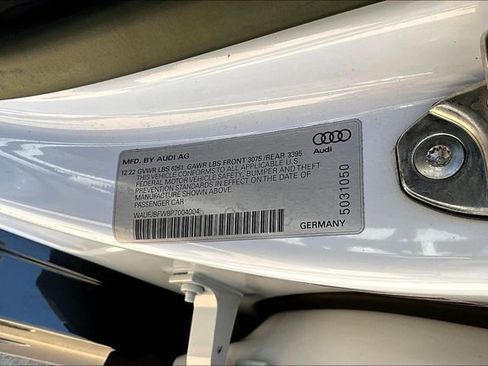 MFD. BY AUDI AG
12.22 GVWR LBS 6261 GAWR LBS FRONT 3075 /REAR 3395
THIS VEHICLE CONFORMS TO ALL APPLICABLE U.S.
FEDERAL MOTOR VEHICLE SAFETY, BUMPER AND THEFT
PREVENTION STANDARDS IN EFFECT ON THE DATE OF
MANUFACTURE SHOWN ABOVE.
PASSENGER CAR
Audi
5031050
GERMANY